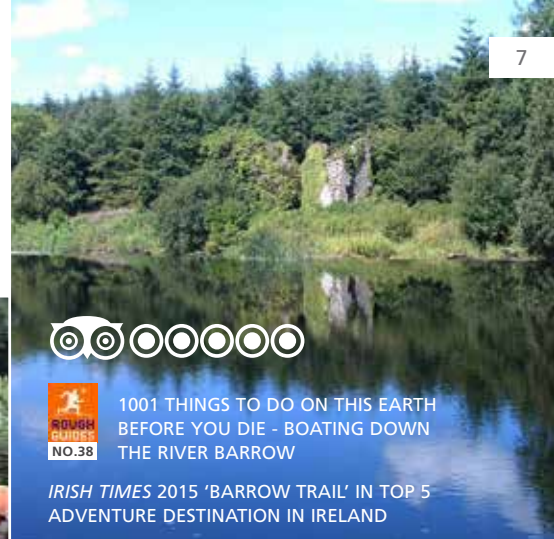 7
ROUGH
GUIDES
NO.38
1001 THINGS TO DO ON THIS EARTH
BEFORE YOU DIE - BOATING DOWN
THE RIVER BARROW
IRISH TIMES 2015 ‘BARROW TRAIL’ IN TOP 5
ADVENTURE DESTINATION IN IRELAND